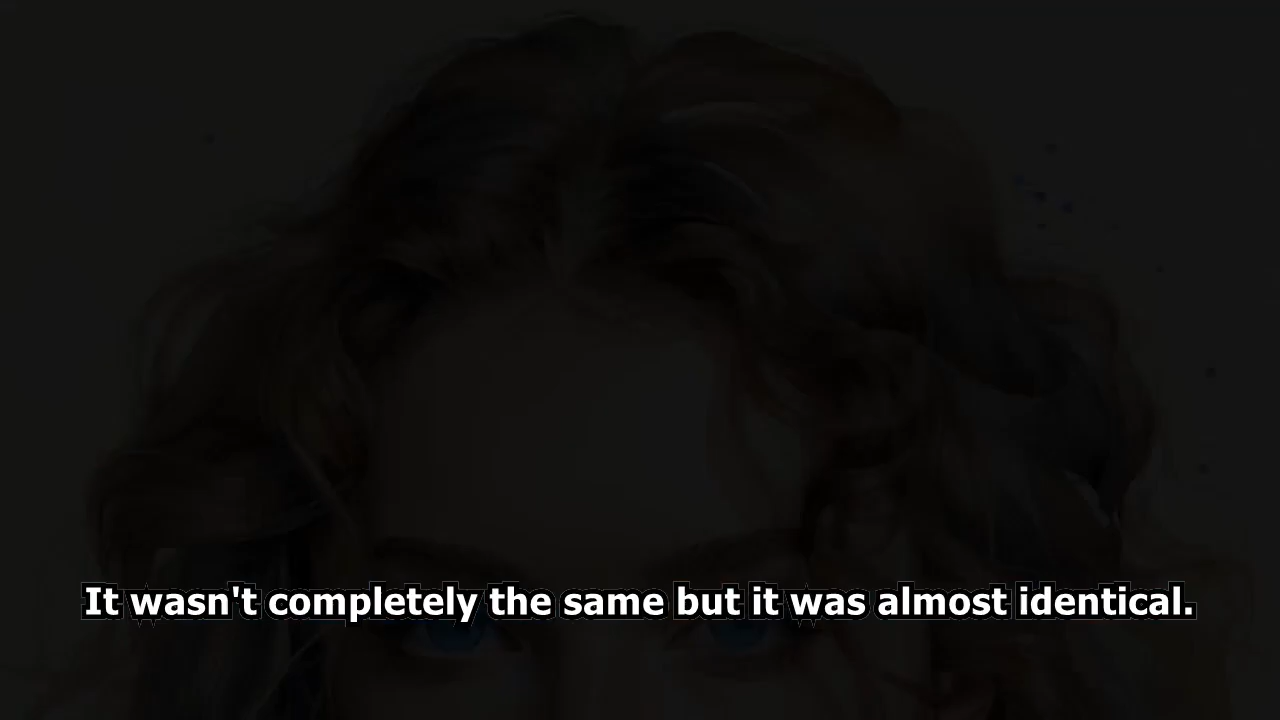 It wasn't completely the same but it was almost identical.